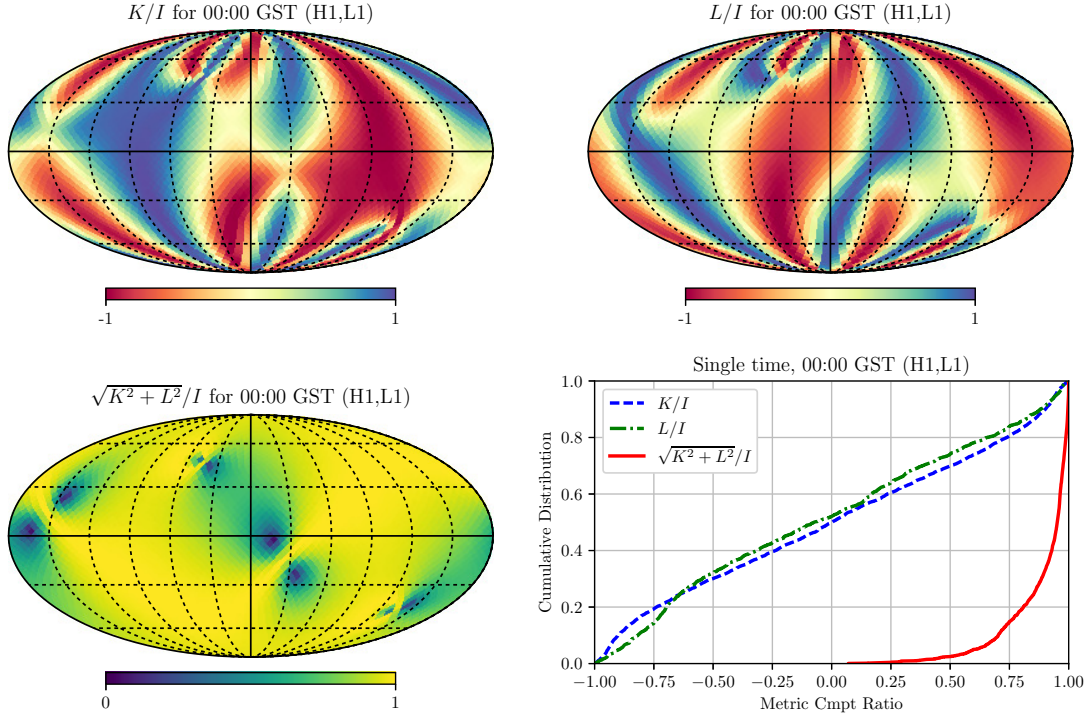 K/I for 00:00 GST (H1,L1)
-1 1
L/I for 00:00 GST (H1,L1)
-1 1
√K² + L²/I for 00:00 GST (H1,L1)
0 1
Single time, 00:00 GST (H1,L1)
K/I
L/I
√K² + L²/I
Cumulative Distribution
1.0
0.8
0.6
0.4
0.2
0.0
−1.00 −0.75 −0.50 −0.25 0.00 0.25 0.50 0.75 1.00
Metric Cmpt Ratio